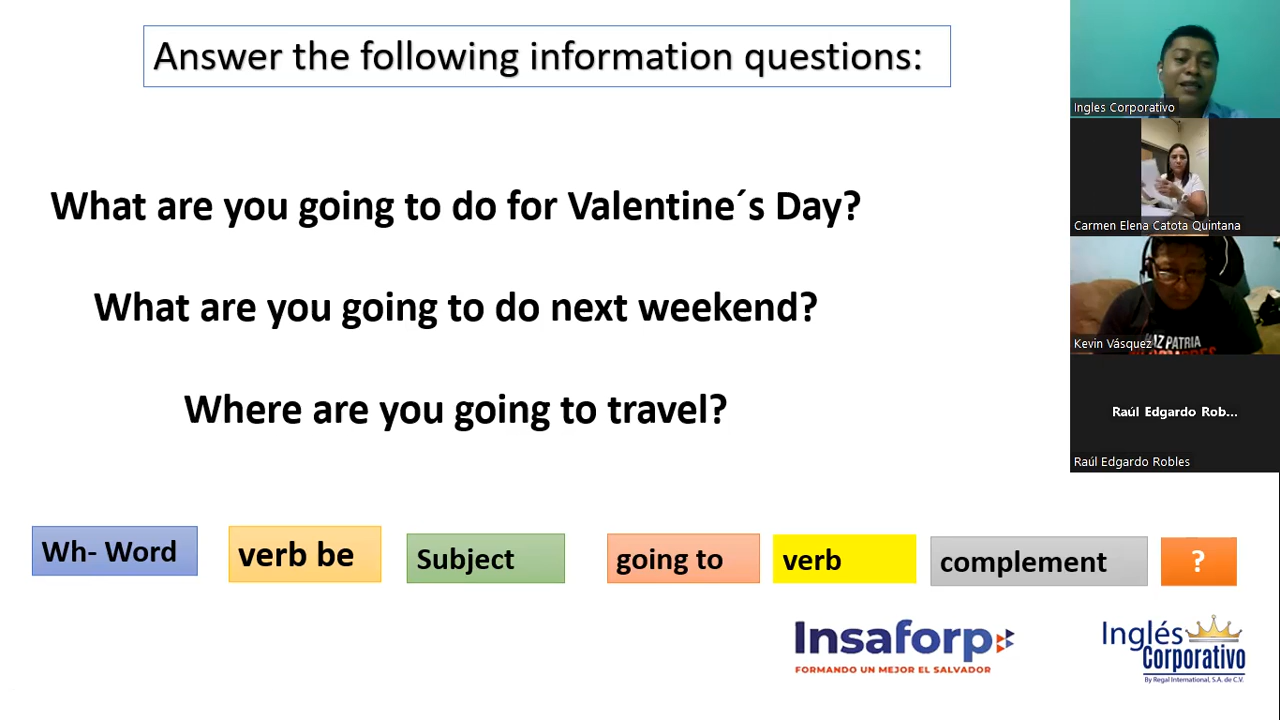 Answer the following information questions:
What are you going to do for Valentine´s Day?
What are you going to do next weekend?
Where are you going to travel?
Wh- Word
verb be
Subject
going to
verb
complement
?
Insaforp
FORMANDO UN MEJOR EL SALVADOR
Inglés
Corporativo
By Regal International, S.A. de C.V.
Ingles Corporativo
Carmen Elena Catota Quintana
Kevin Vásquez
IZ PATRIA
Raúl Edgardo Rob...
Raúl Edgardo Robles